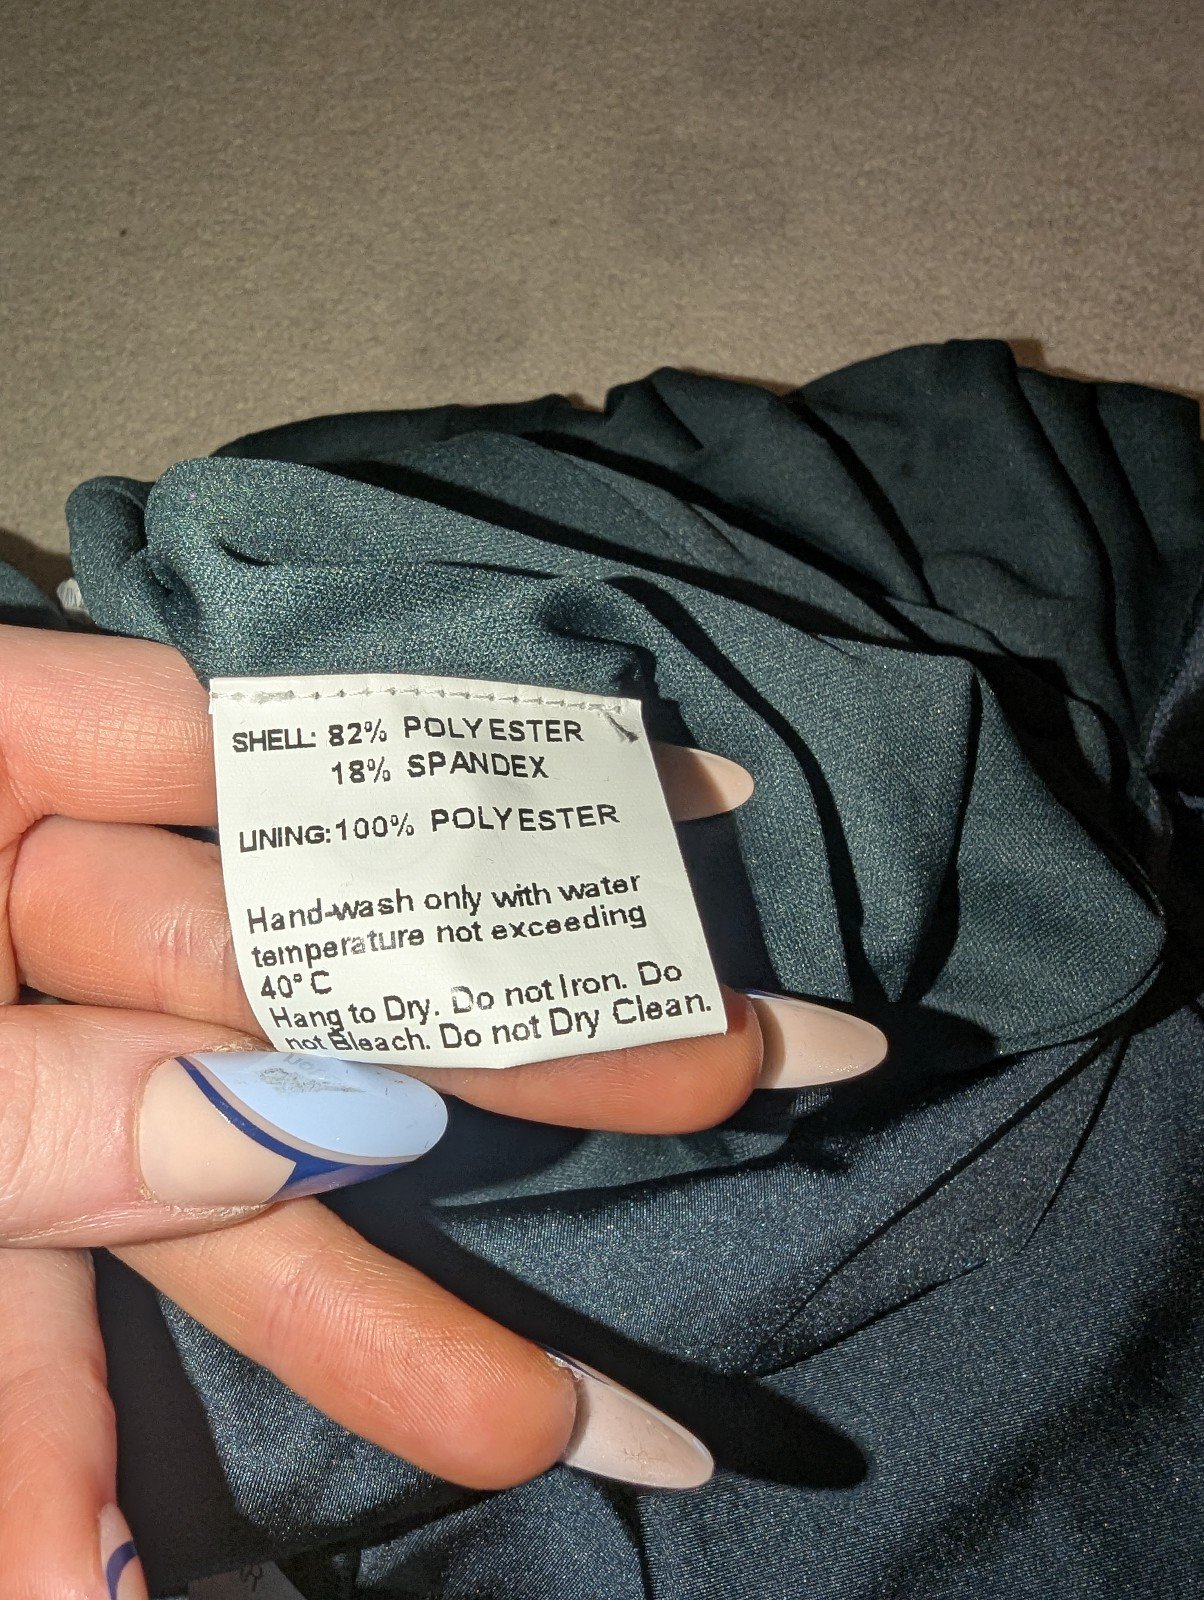 SHELL: 82% POLYESTER
18% SPANDEX
LINING: 100% POLYESTER
Hand-wash only with water
temperature not exceeding
40° C
Hang to Dry. Do not Iron. Do
not Bleach. Do not Dry Clean.